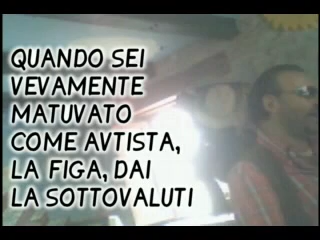 QUANDO SEI
VEVAMENTE
MATUVATO
COME AVTISTA,
LA FIGA, DAI
LA SOTTOVALUTI